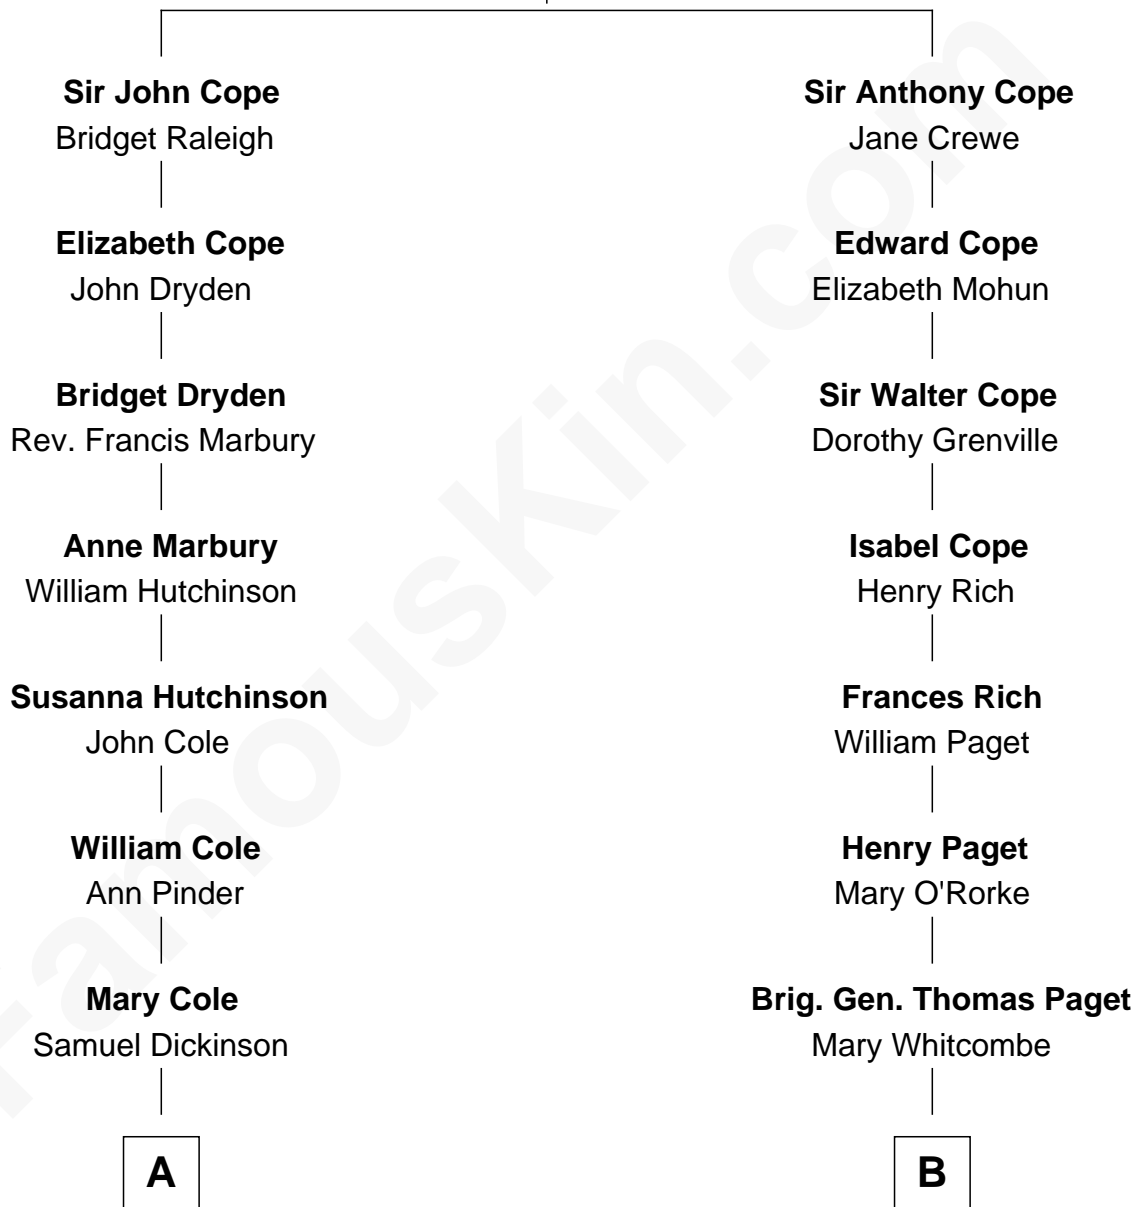 Sir John Cope
Bridget Raleigh
Elizabeth Cope
John Dryden
Bridget Dryden
Rev. Francis Marbury
Anne Marbury
William Hutchinson
Susanna Hutchinson
John Cole
William Cole
Ann Pinder
Mary Cole
Samuel Dickinson
A
Sir Anthony Cope
Jane Crewe
Edward Cope
Elizabeth Mohun
Sir Walter Cope
Dorothy Grenville
Isabel Cope
Henry Rich
Frances Rich
William Paget
Henry Paget
Mary O'Rorke
Brig. Gen. Thomas Paget
Mary Whitcombe
B
FamousKin.com